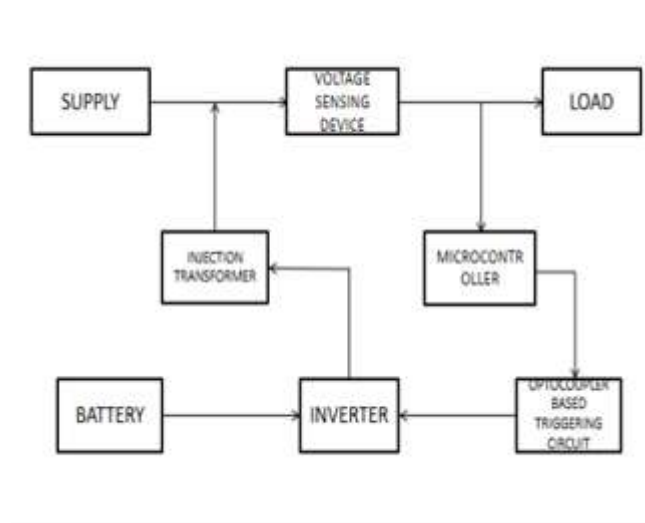 SUPPLY
VOLTAGE
SENSING
DEVICE
LOAD
INJECTION
TRANSFORMER
MICROCONTR
OLLER
BATTERY
INVERTER
OPTOCOUPLER
BASED
TRIGGERING
CIRCUIT